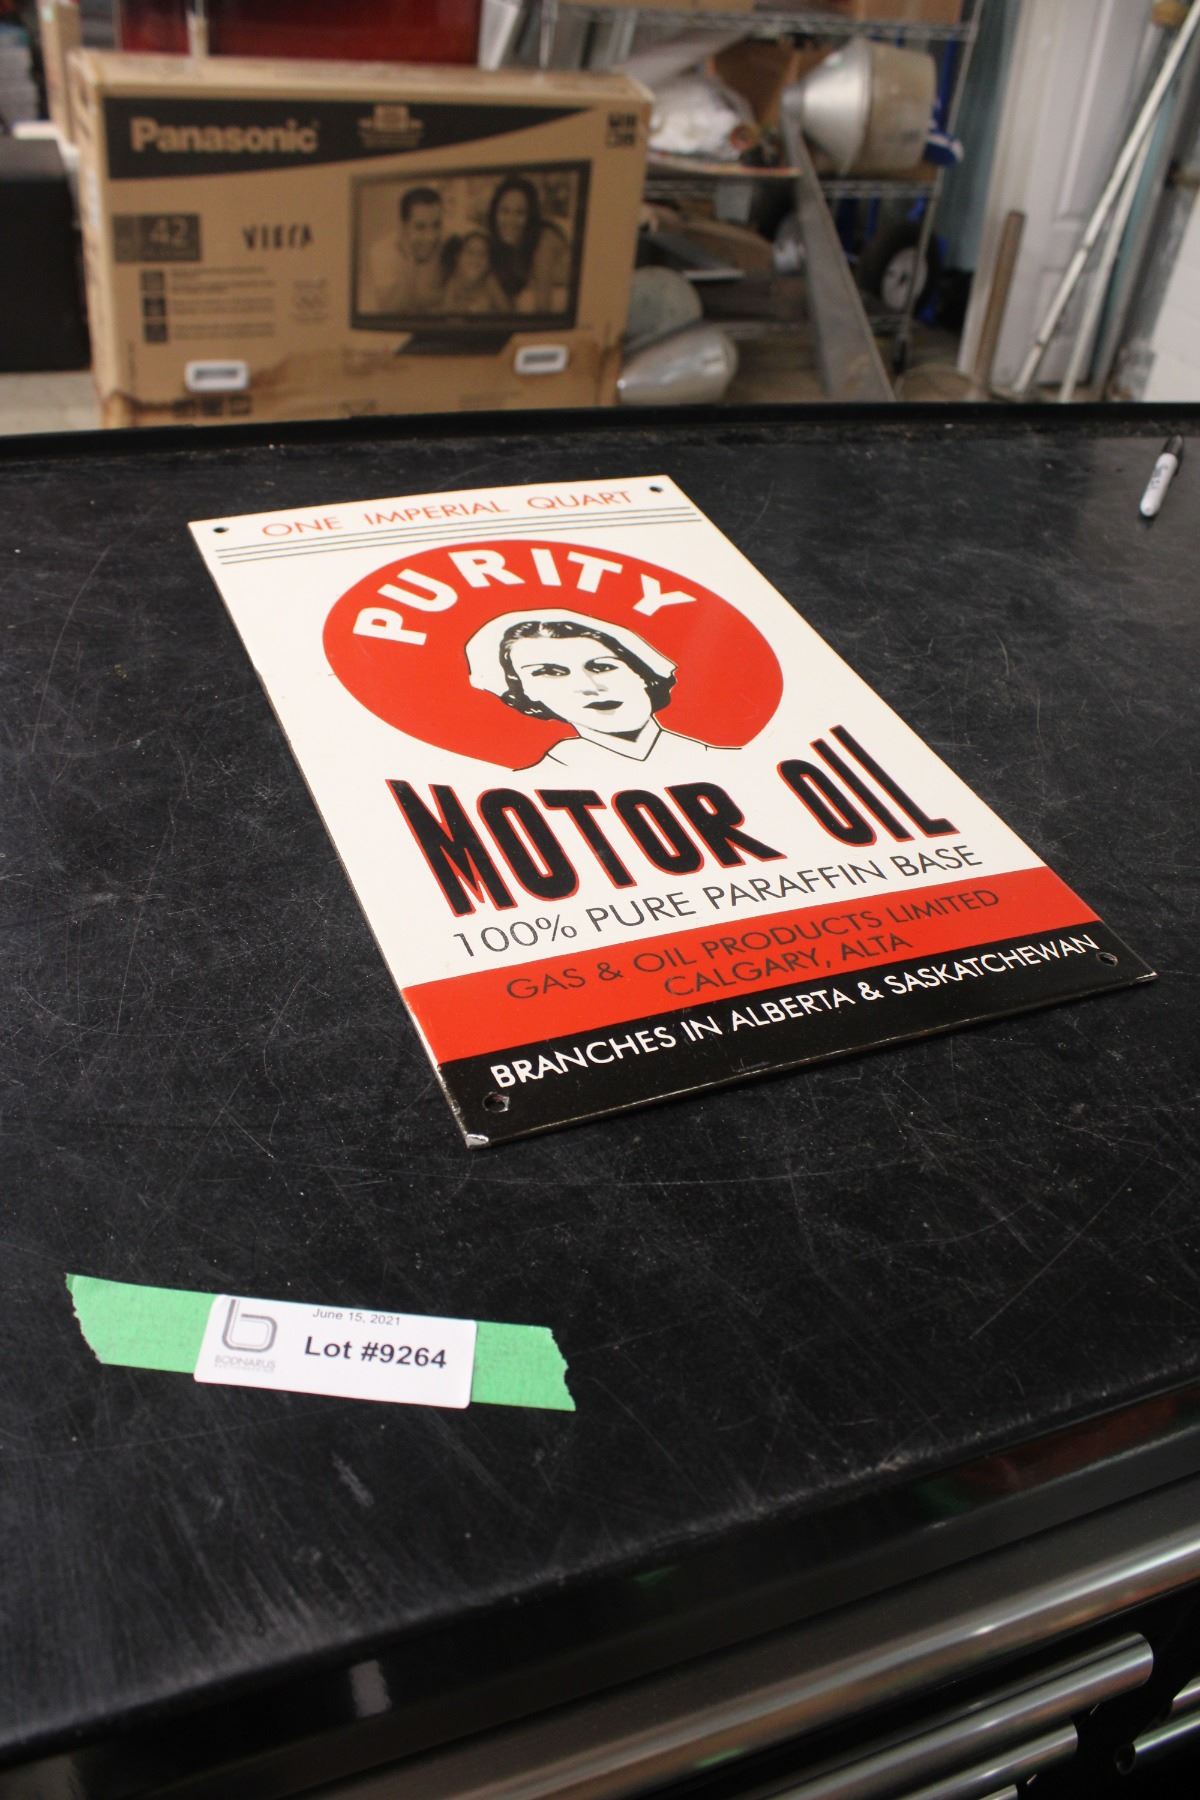 Panasonic
42
VIERA
ONE IMPERIAL QUART
PURITY
MOTOR OIL
100% PURE PARAFFIN BASE
GAS & OIL PRODUCTS LIMITED
CALGARY, ALTA
BRANCHES IN ALBERTA & SASKATCHEWAN
June 15, 2021
Lot #9264
BODNARUS